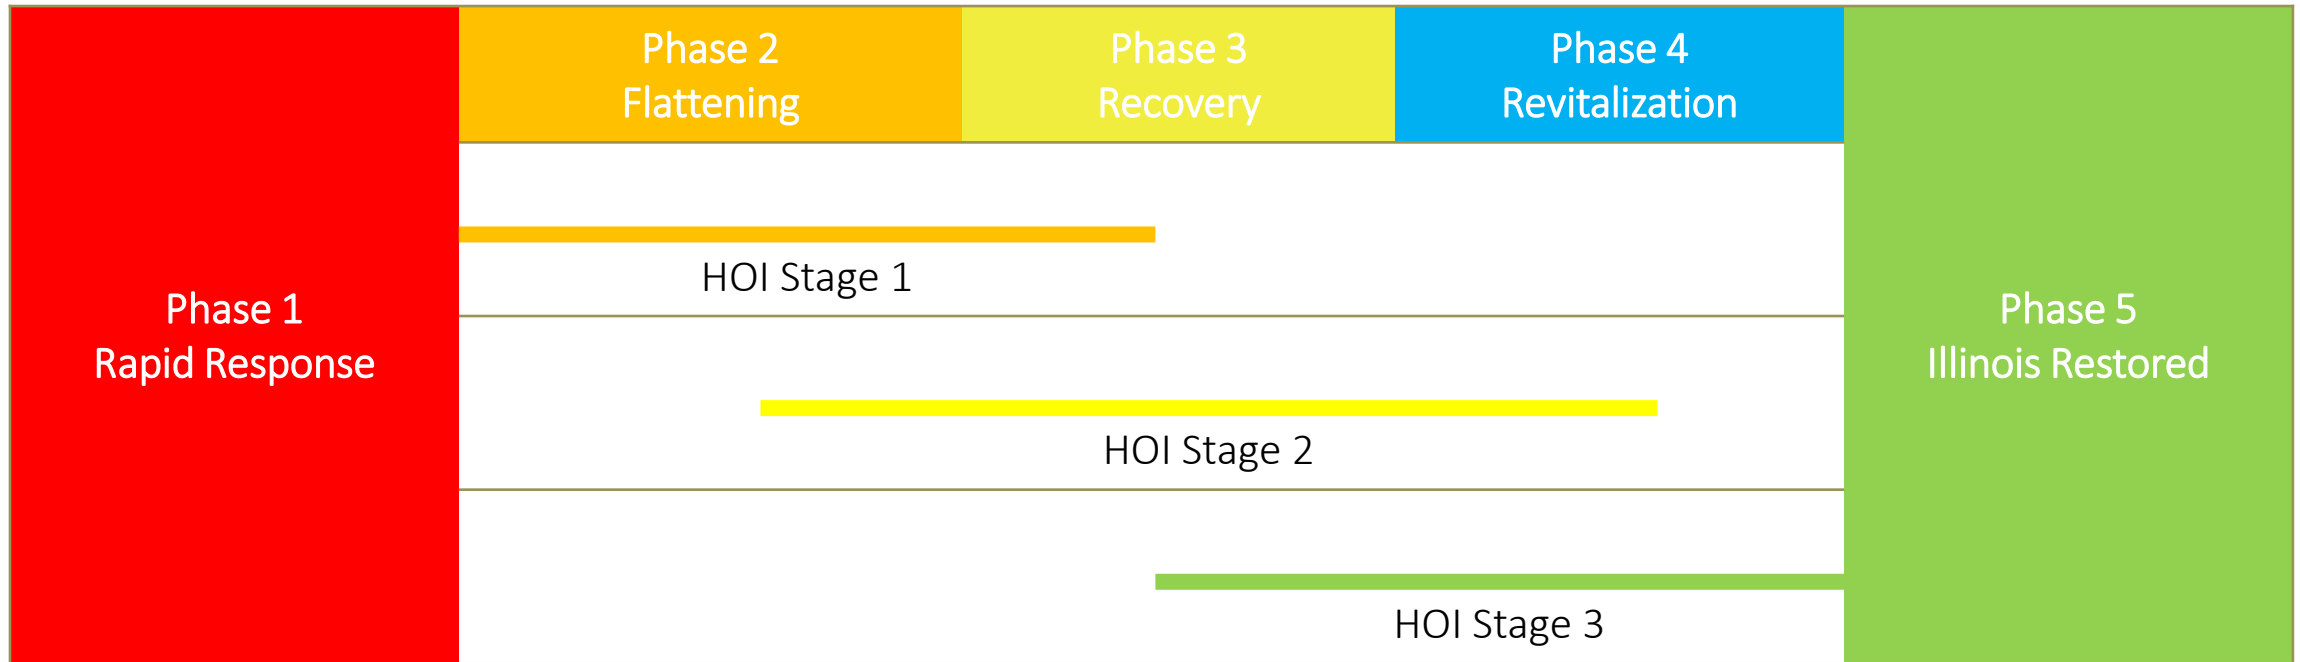 Phase 1
Rapid Response
Phase 2
Flattening
Phase 3
Recovery
Phase 4
Revitalization
HOI Stage 1
HOI Stage 2
HOI Stage 3
Phase 5
Illinois Restored